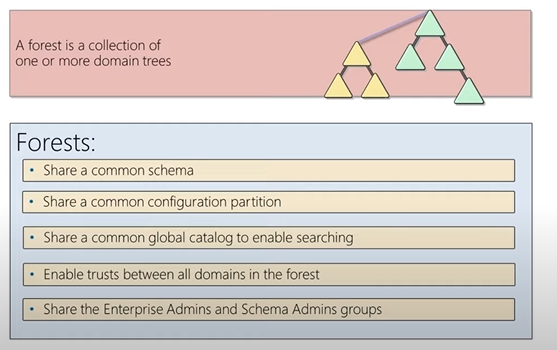 A forest is a collection of
one or more domain trees
Forests:
• Share a common schema
• Share a common configuration partition
• Share a common global catalog to enable searching
• Enable trusts between all domains in the forest
• Share the Enterprise Admins and Schema Admins groups